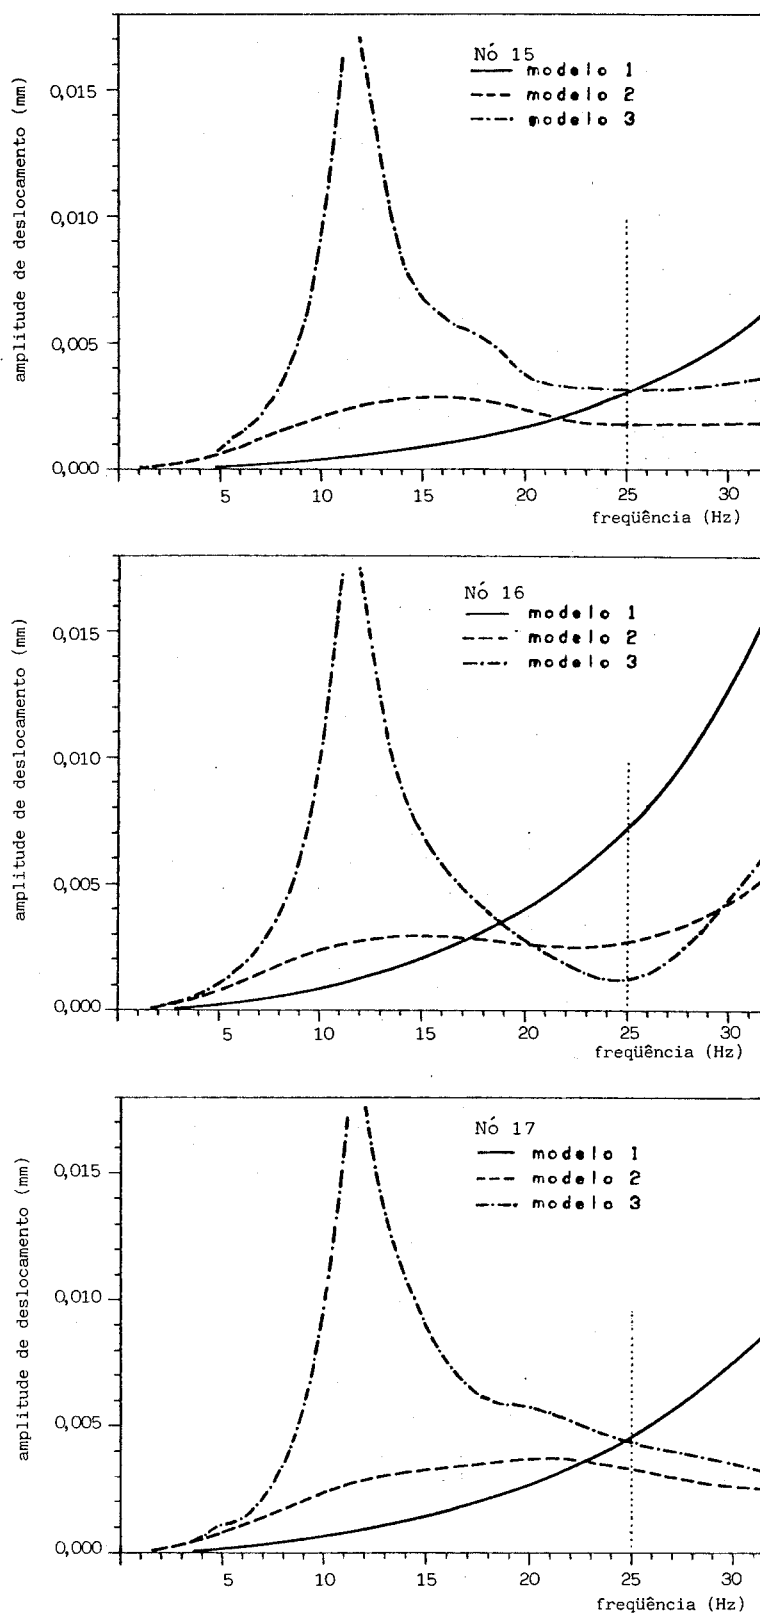 Nó 15
modelo 1
modelo 2
modelo 3
amplitude de deslocamento (mm)
0,015
0,010
0,005
0,000
5 10 15 20 25 30
freqüência (Hz)
Nó 16
modelo 1
modelo 2
modelo 3
amplitude de deslocamento (mm)
0,015
0,010
0,005
0,000
5 10 15 20 25 30
freqüência (Hz)
Nó 17
modelo 1
modelo 2
modelo 3
amplitude de deslocamento (mm)
0,015
0,010
0,005
0,000
5 10 15 20 25 30
freqüência (Hz)